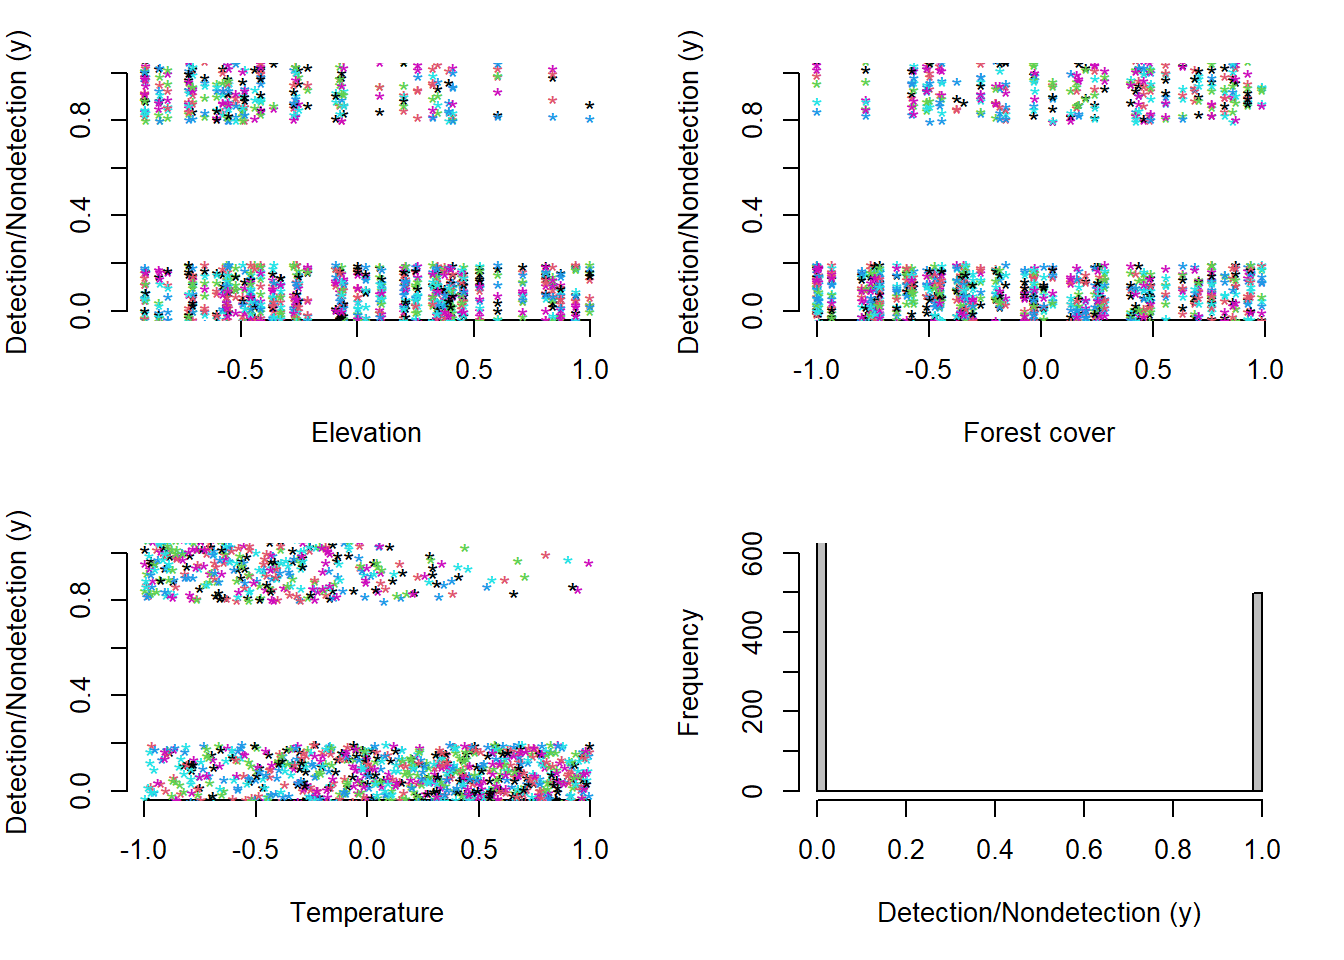 Detection/Nondetection (y)
0.0 0.4 0.8
-0.5 0.0 0.5 1.0
Elevation
Detection/Nondetection (y)
0.0 0.4 0.8
-1.0 -0.5 0.0 0.5 1.0
Forest cover
Detection/Nondetection (y)
0.0 0.4 0.8
-1.0 -0.5 0.0 0.5 1.0
Temperature
Frequency
0 200 400 600
0.0 0.2 0.4 0.6 0.8 1.0
Detection/Nondetection (y)